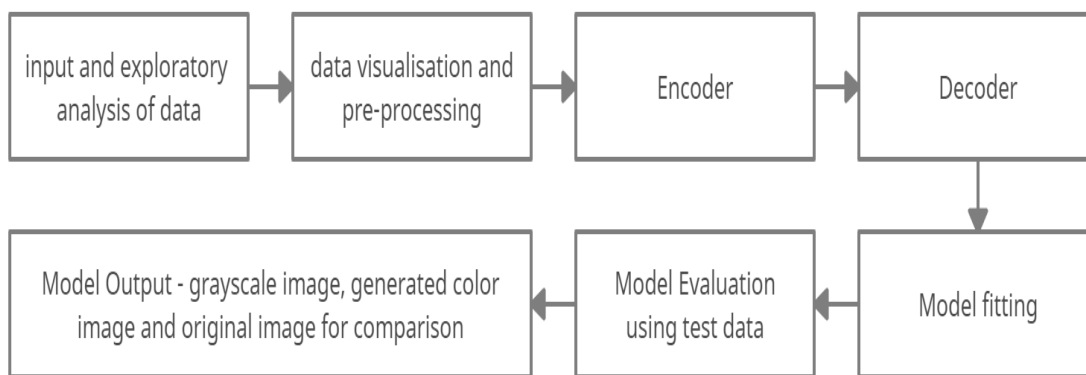 input and exploratory
analysis of data
data visualisation and
pre-processing
Encoder
Decoder
Model fitting
Model Evaluation
using test data
Model Output - grayscale image, generated color
image and original image for comparison